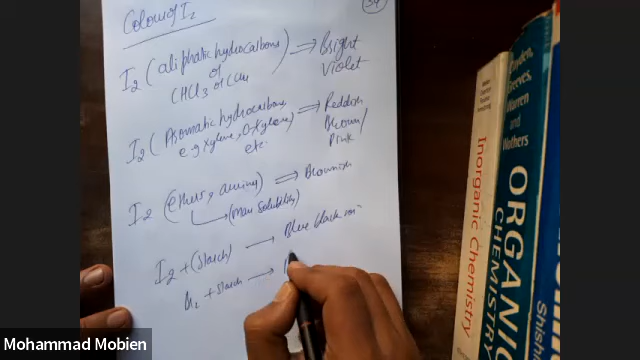 Colour of I2
34
I2 (aliphatic hydrocarbons ) ⇒ Bright
or
Violet
CHCl3 or CCl4
I2 ( Aromatic hydrocarbons ⇒ Reddish
e.g xylene, O-Xylene) Brown/
etc. Pink
I2 (ethers, amines) ⇒ Brownish
(Max Solubility)
I2 + (Starch) → Blue black
+ Starch →
Inorganic Chemistry
Clayden,
Greeves,
Warren
and
Wothers
ORGANIC
CHEMISTRY
Mohammad Mobien